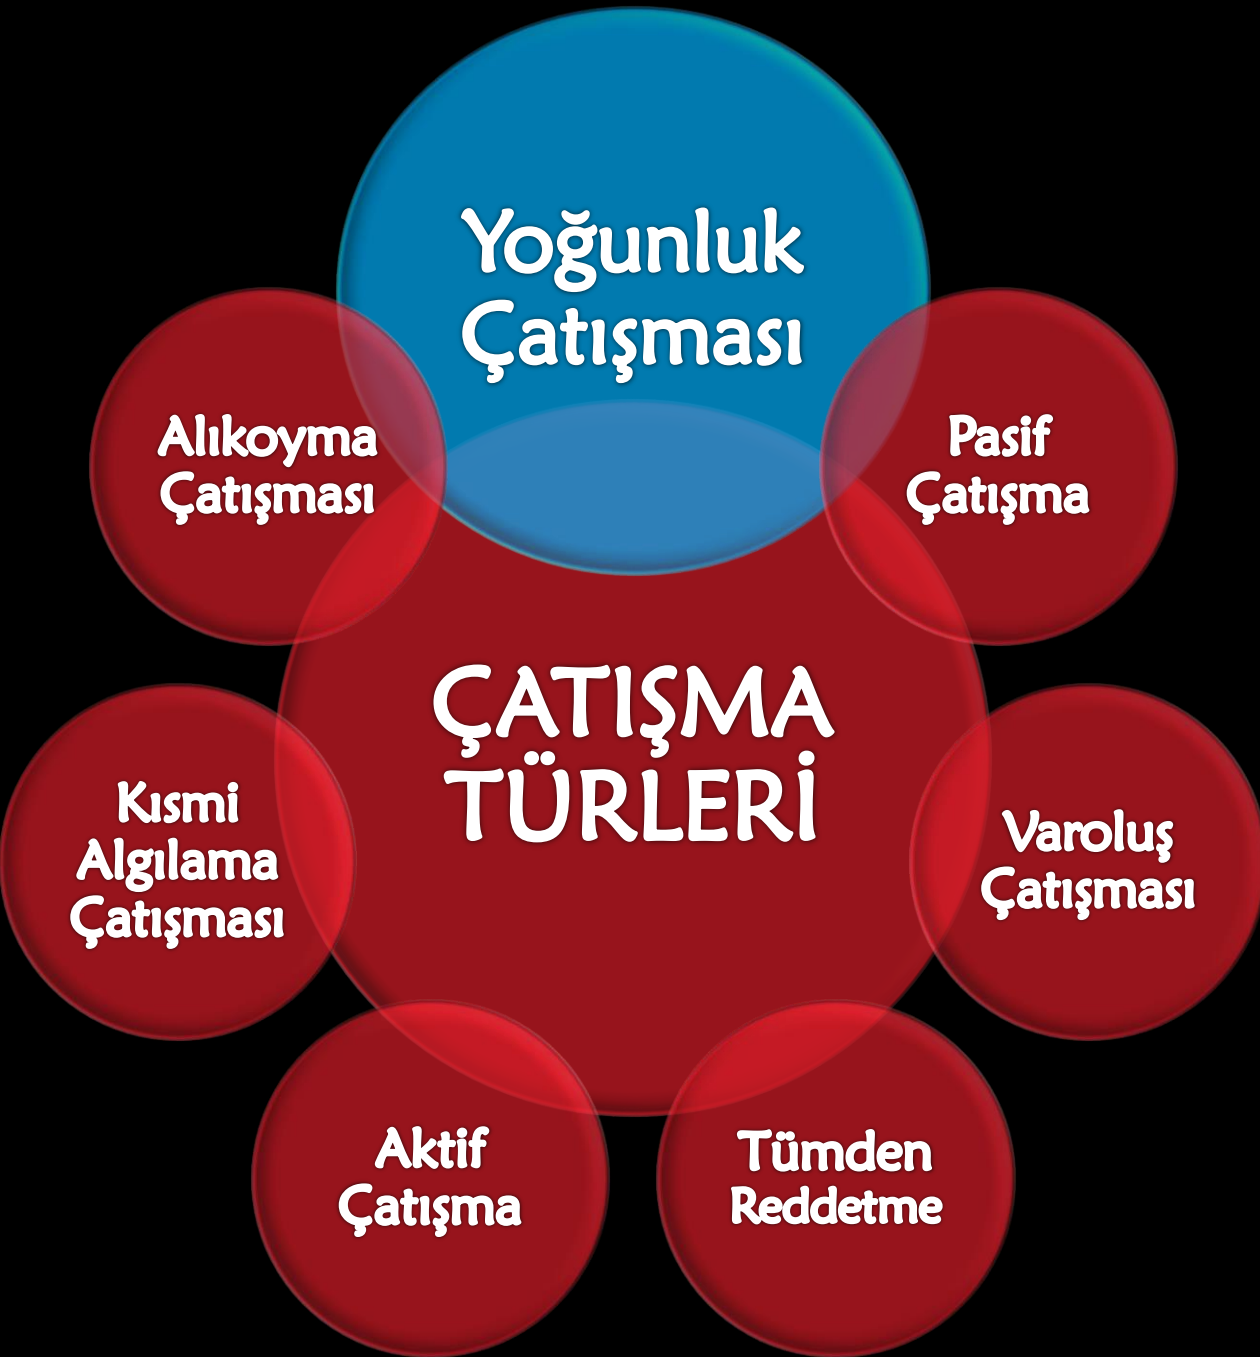 Yoğunluk
Çatışması
Alıkoyma
Çatışması
Pasif
Çatışma
ÇATIŞMA
TÜRLERİ
Kısmi
Algılama
Çatışması
Varoluş
Çatışması
Aktif
Çatışma
Tümden
Reddetme